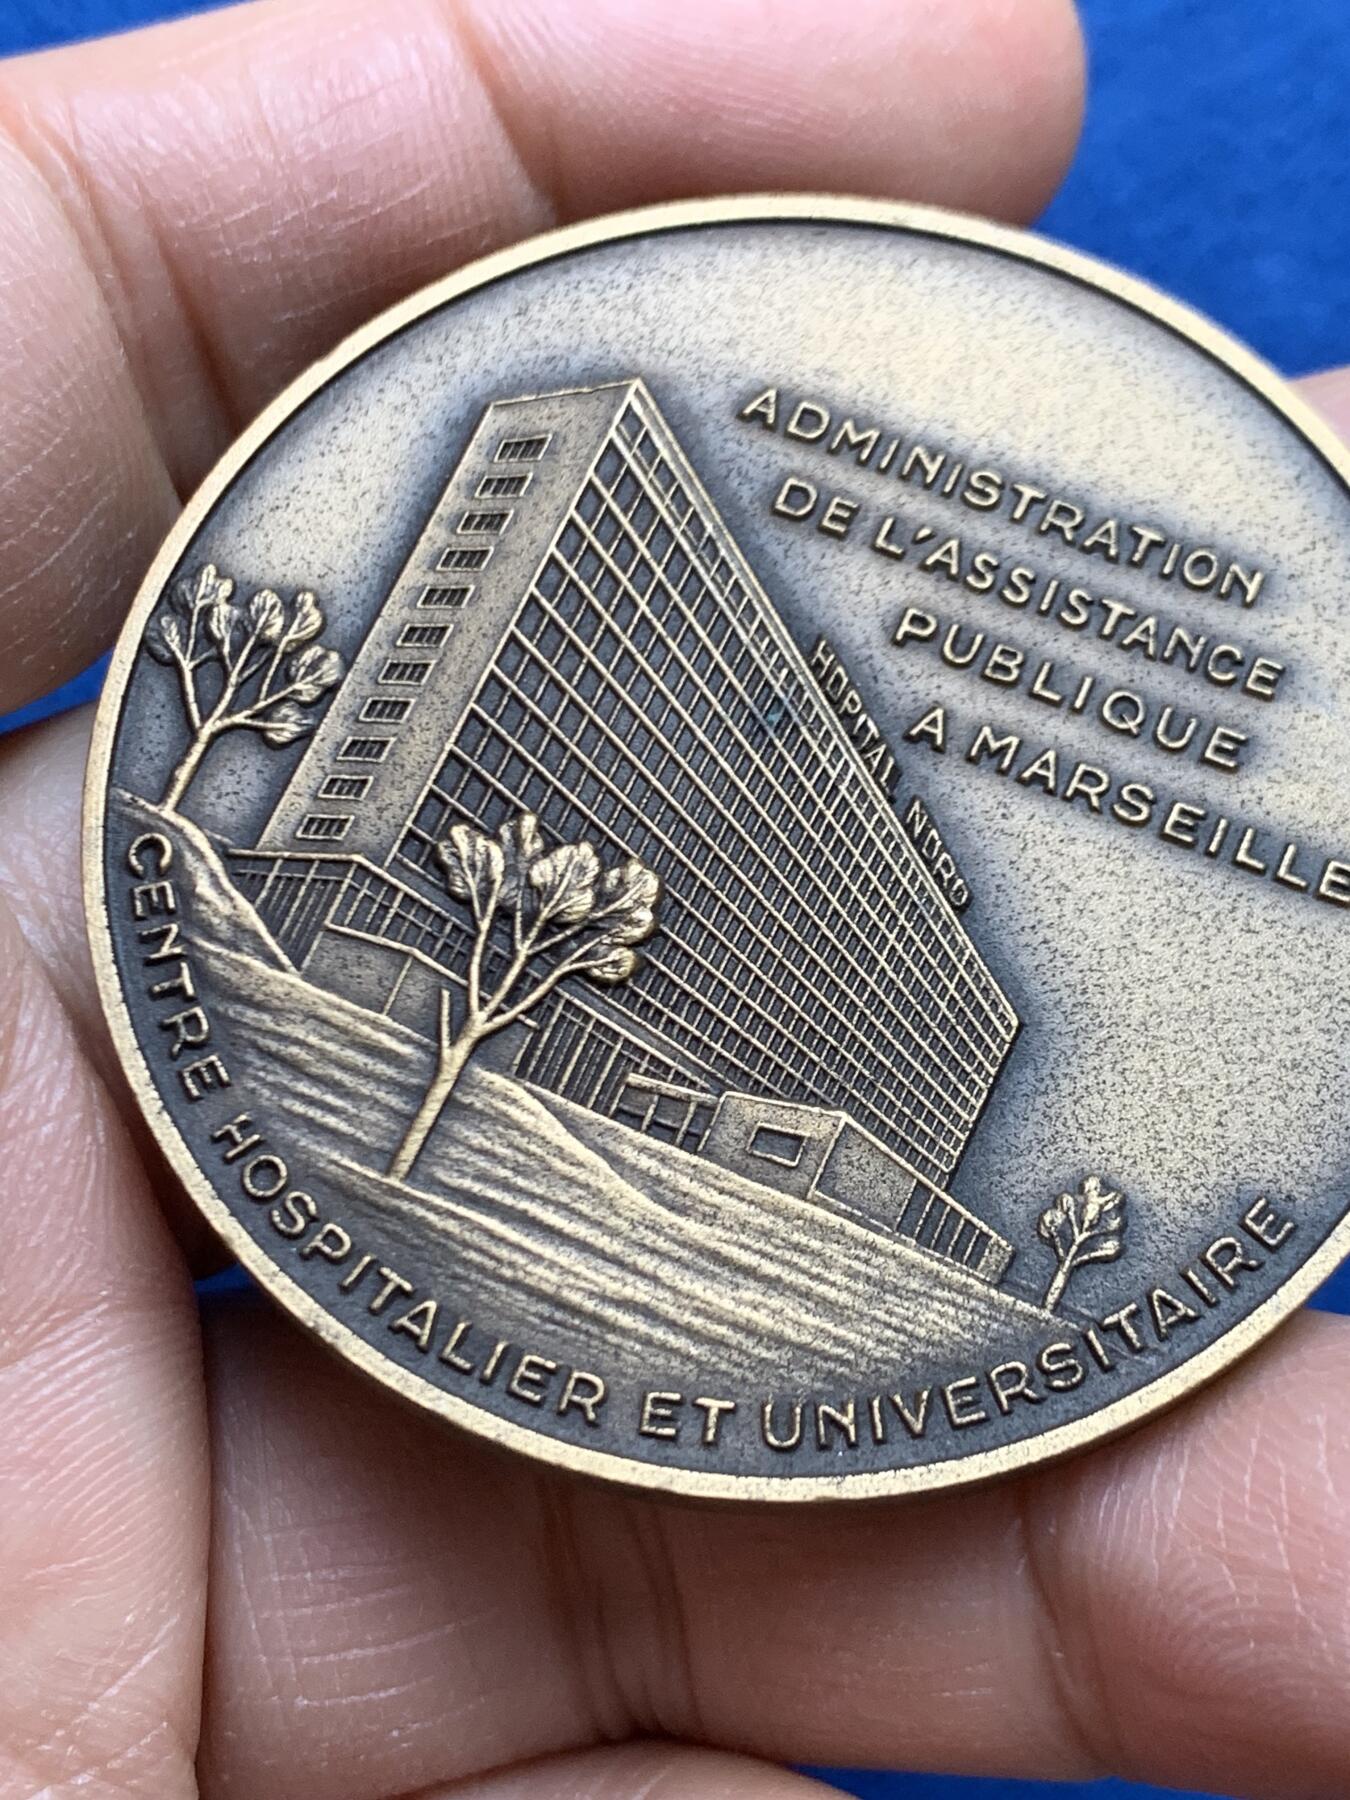 ADMINISTRATION
DE L'ASSISTANCE
PUBLIQUE
A MARSEILLE
HOPITAL NORD
CENTRE HOSPITALIER ET UNIVERSITAIRE